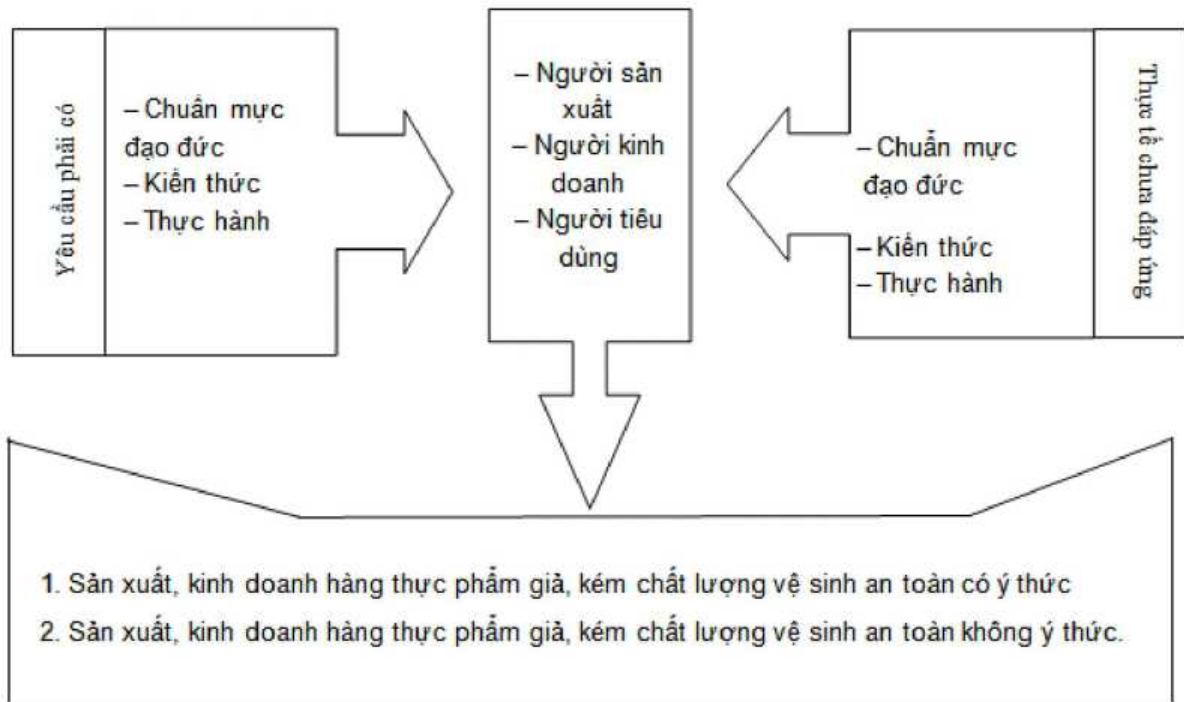 Yêu cầu phải có
– Chuẩn mực
đạo đức
– Kiến thức
– Thực hành
– Người sản
xuất
– Người kinh
doanh
– Người tiêu
dùng
– Chuẩn mực
đạo đức
– Kiến thức
– Thực hành
Thực tế chưa đáp ứng
1. Sản xuất, kinh doanh hàng thực phẩm giả, kém chất lượng vệ sinh an toàn có ý thức
2. Sản xuất, kinh doanh hàng thực phẩm giả, kém chất lượng vệ sinh an toàn không ý thức.